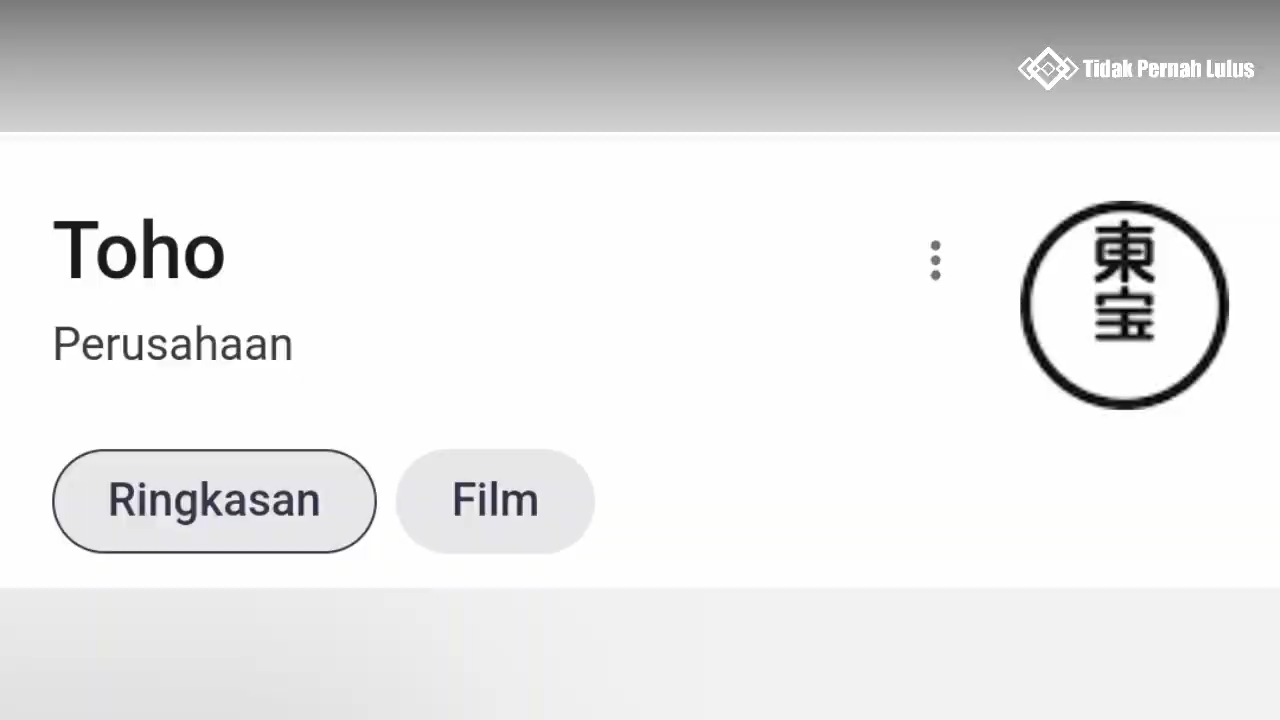 Tidak Pernah Lulus
Toho
Perusahaan
東
宝
Ringkasan
Film